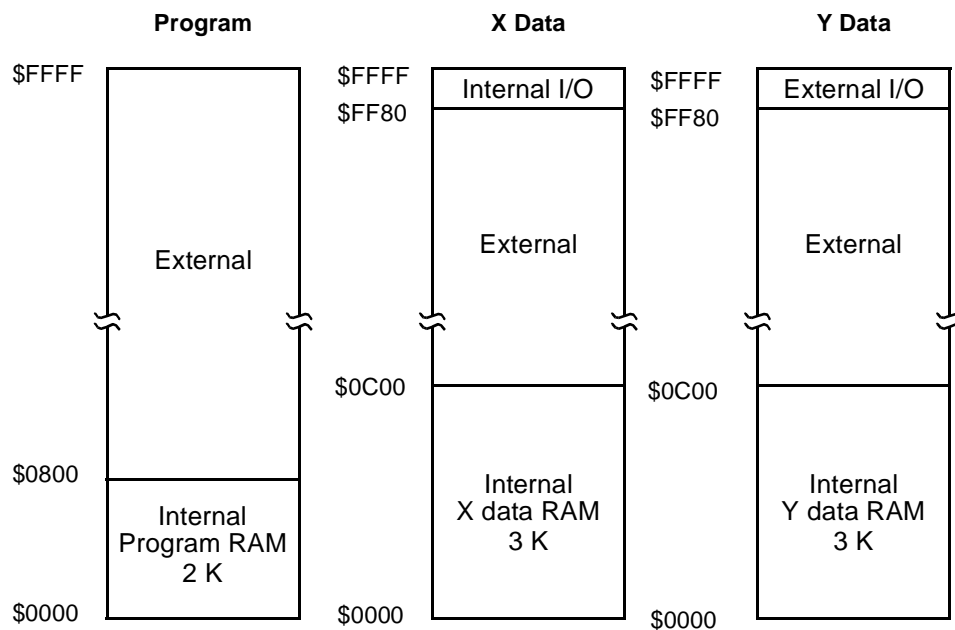 Program
$FFFF
External
$0800
Internal
Program RAM
2 K
$0000
X Data
$FFFF
Internal I/O
$FF80
External
$0C00
Internal
X data RAM
3 K
$0000
Y Data
$FFFF
External I/O
$FF80
External
$0C00
Internal
Y data RAM
3 K
$0000